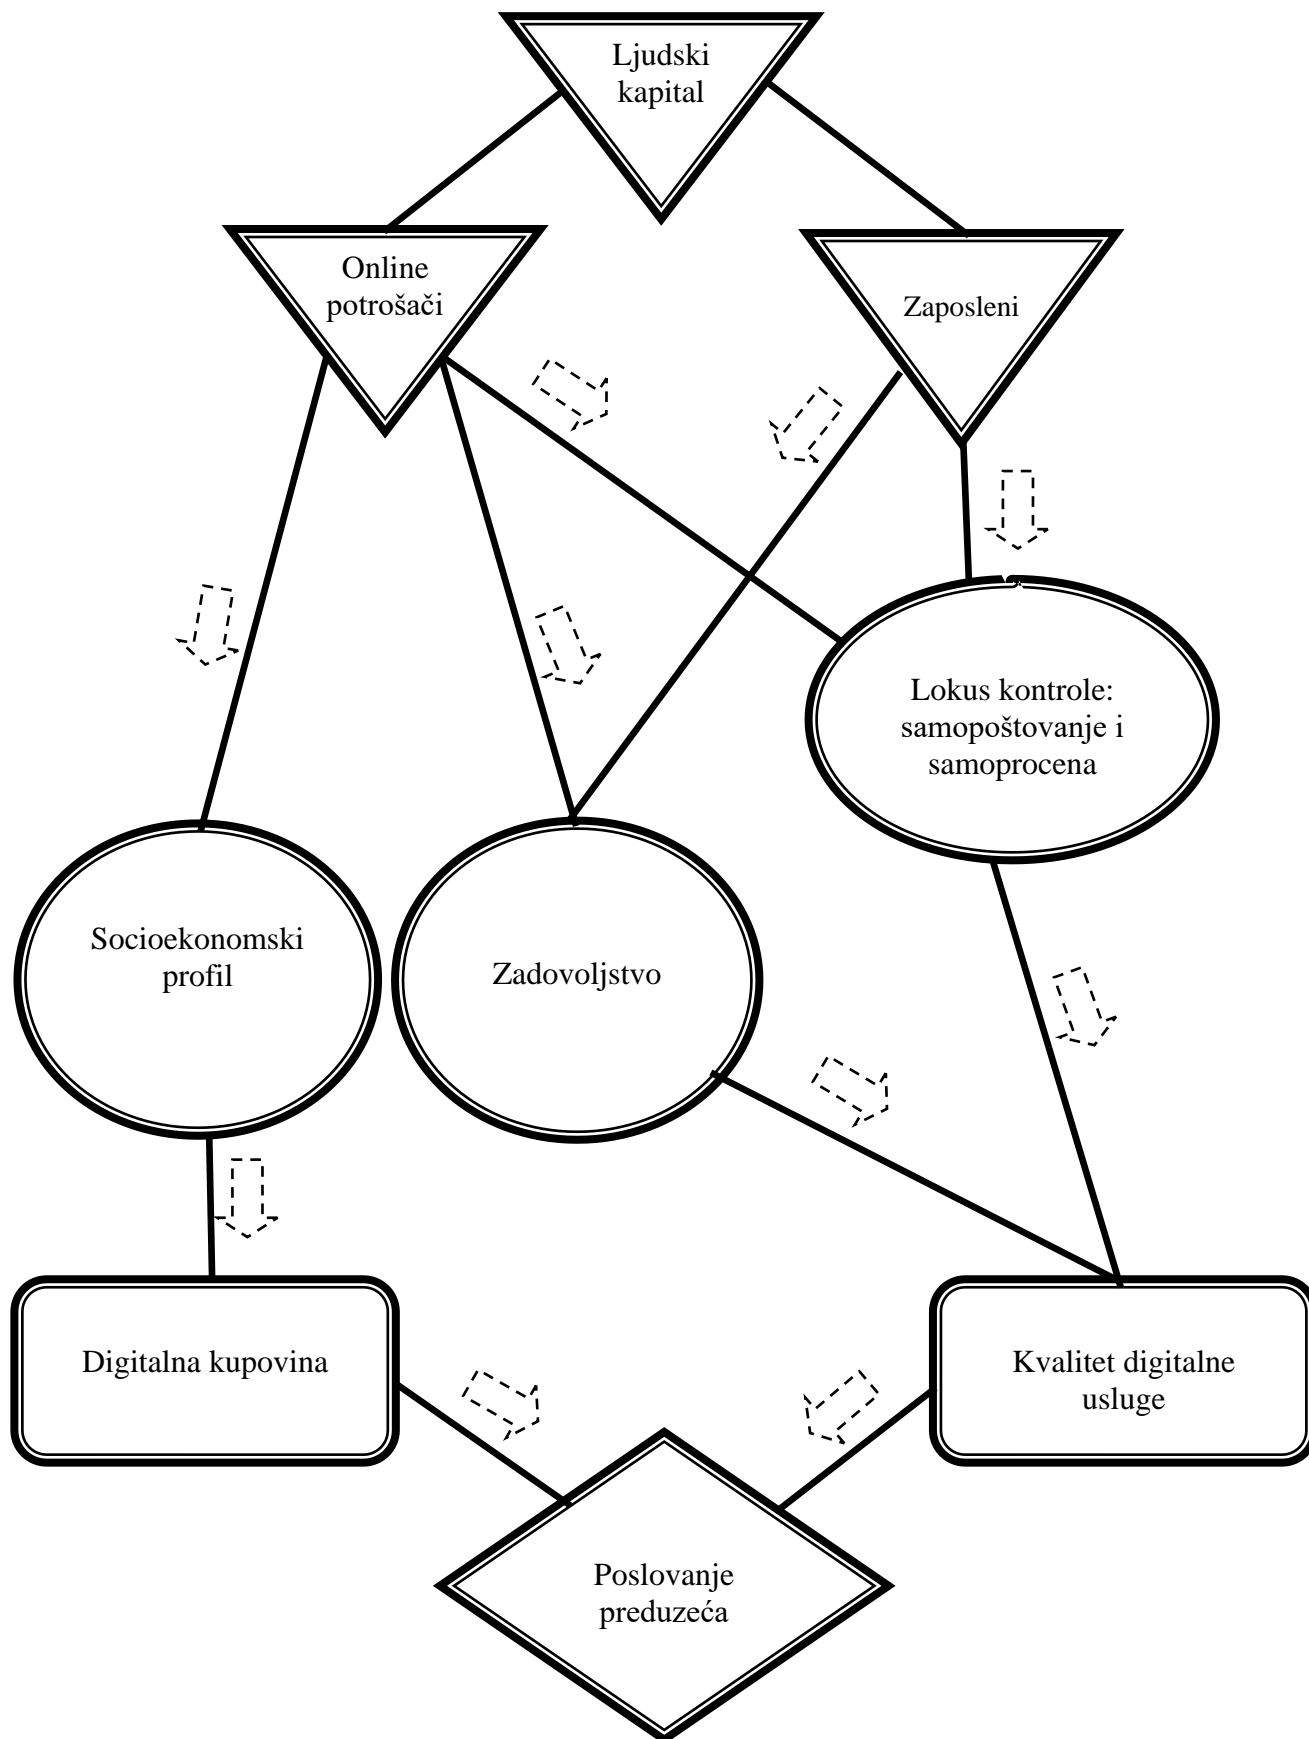 Ljudski
kapital
Online
potrošači
Zaposleni
Lokus kontrole:
samopoštovanje i
samoprocena
Socioekonomski
profil
Zadovoljstvo
Digitalna kupovina
Kvalitet digitalne
usluge
Poslovanje
preduzeća